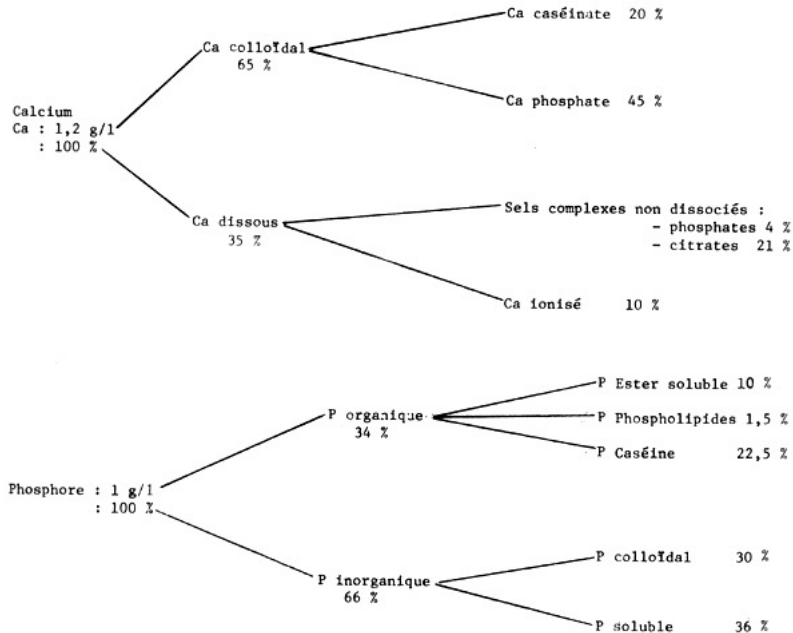 Ca caséinate 20 %
Ca colloïdal
65 %
Ca phosphate 45 %
Calcium
Ca : 1,2 g/l
: 100 %
Sels complexes non dissociés :
- phosphates 4 %
- citrates 21 %
Ca dissous
35 %
Ca ionisé 10 %
P Ester soluble 10 %
P organique
34 %
P Phospholipides 1,5 %
P Caséine 22,5 %
Phosphore : 1 g/l
: 100 %
P colloïdal 30 %
P inorganique
66 %
P soluble 36 %